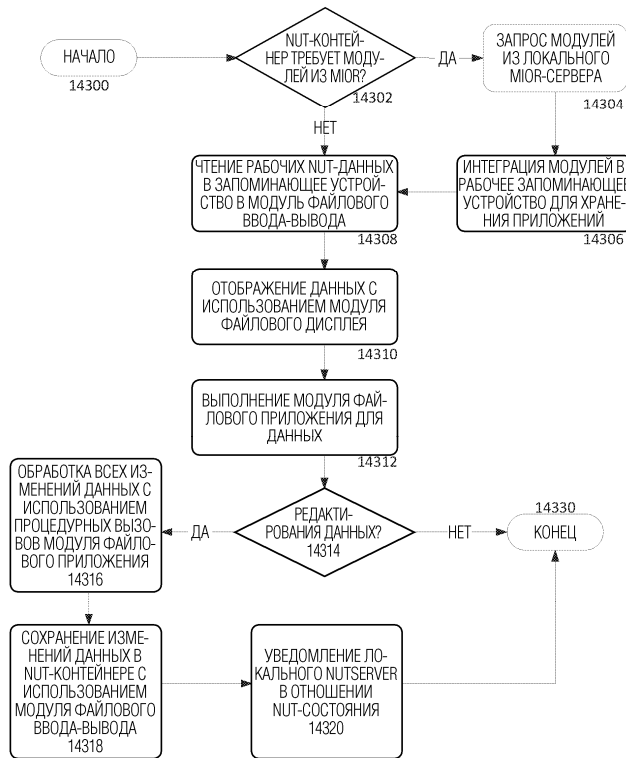 НАЧАЛО
14300
NUT-КОНТЕЙ-
НЕР ТРЕБУЕТ МОДУ-
ЛЕЙ ИЗ MIOR?
14302
ДА
ЗАПРОС МОДУЛЕЙ
ИЗ ЛОКАЛЬНОГО
MIOR-СЕРВЕРА
14304
НЕТ
ЧТЕНИЕ РАБОЧИХ NUT-ДАННЫХ
В ЗАПОМИНАЮЩЕЕ УСТРОЙ-
СТВО В МОДУЛЬ ФАЙЛОВОГО
ВВОДА-ВЫВОДА
14308
ИНТЕГРАЦИЯ МОДУЛЕЙ В
РАБОЧЕЕ ЗАПОМИНАЮЩЕЕ
УСТРОЙСТВО ДЛЯ ХРАНЕ-
НИЯ ПРИЛОЖЕНИЙ
14306
ОТОБРАЖЕНИЕ ДАННЫХ С
ИСПОЛЬЗОВАНИЕМ МОДУЛЯ
ФАЙЛОВОГО ДИСПЛЕЯ
14310
ВЫПОЛНЕНИЕ МОДУЛЯ ФАЙ-
ЛОВОГО ПРИЛОЖЕНИЯ ДЛЯ
ДАННЫХ
14312
ОБРАБОТКА ВСЕХ ИЗ-
МЕНЕНИЙ ДАННЫХ С
ИСПОЛЬЗОВАНИЕМ
ПРОЦЕДУРНЫХ ВЫЗО-
ВОВ МОДУЛЯ ФАЙЛО-
ВОГО ПРИЛОЖЕНИЯ
14316
ДА
РЕДАКТИ-
РОВАНИЯ ДАННЫХ?
14314
НЕТ
14330
КОНЕЦ
СОХРАНЕНИЕ ИЗМЕ-
НЕНИЙ ДАННЫХ В
NUT-КОНТЕЙНЕРЕ С
ИСПОЛЬЗОВАНИЕМ
МОДУЛЯ ФАЙЛОВОГО
ВВОДА-ВЫВОДА
14318
УВЕДОМЛЕНИЕ ЛО-
КАЛЬНОГО NUTSERVER
В ОТНОШЕНИИ
NUT-СОСТОЯНИЯ
14320